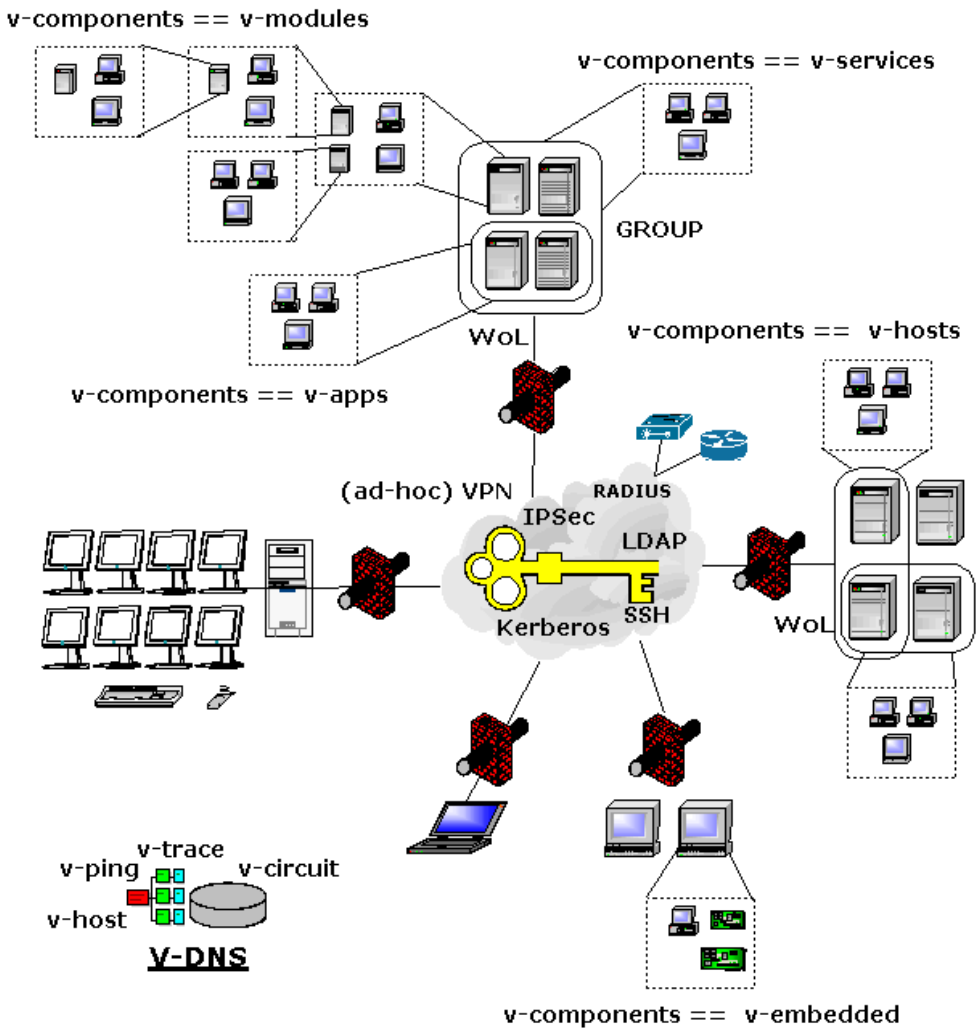 v-components == v-modules
v-components == v-services
GROUP
WoL
v-components == v-hosts
v-components == v-apps
(ad-hoc) VPN
RADIUS
IPSec
LDAP
Kerberos
SSH
WoL
v-trace
v-ping
v-circuit
v-host
V-DNS
v-components == v-embedded